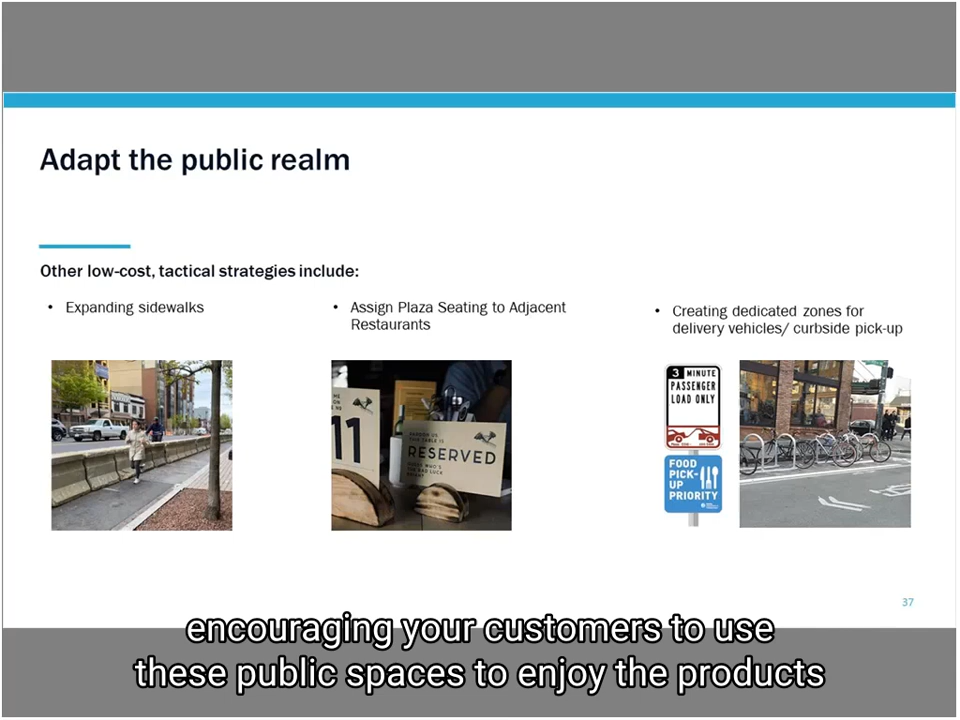 Adapt the public realm
Other low-cost, tactical strategies include:
• Expanding sidewalks
• Assign Plaza Seating to Adjacent
Restaurants
• Creating dedicated zones for
delivery vehicles/ curbside pick-up
11
RESERVED
3 MINUTE
PASSENGER
LOAD ONLY
FOOD
PICK-
UP
PRIORITY
37
encouraging your customers to use
these public spaces to enjoy the products